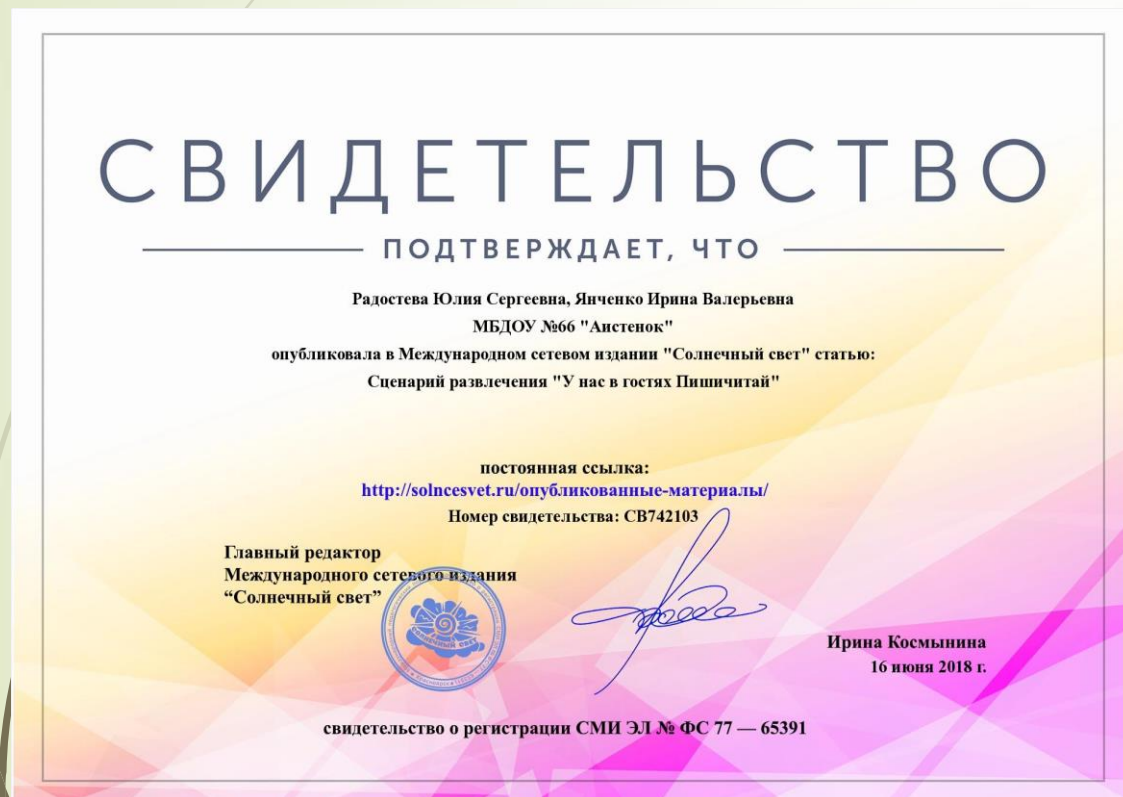 СВИДЕТЕЛЬСТВО
ПОДТВЕРЖДАЕТ, ЧТО
Радостева Юлия Сергеевна, Янченко Ирина Валерьевна
МБДОУ №66 "Аистенок"
опубликовала в Международном сетевом издании "Солнечный свет" статью:
Сценарий развлечения "У нас в гостях Пишичитай"
постоянная ссылка:
http://solncesvet.ru/опубликованные-материалы/
Номер свидетельства: СВ742103
Главный редактор
Международного сетевого издания
“Солнечный свет”
СОЛНЕЧНЫЙ СВЕТ
Ирина Космынина
16 июня 2018 г.
свидетельство о регистрации СМИ ЭЛ № ФС 77 — 65391